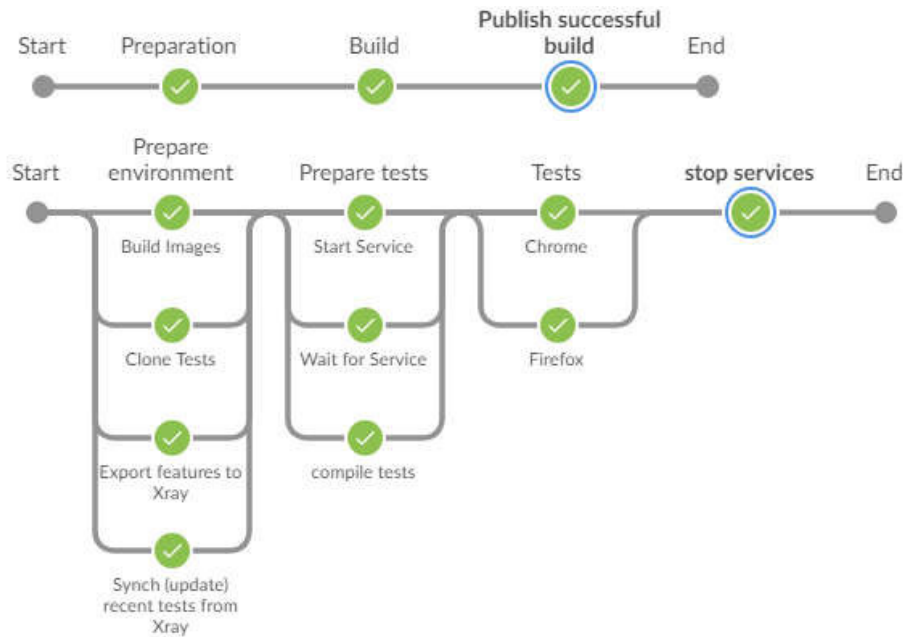 Publish successful
Start Preparation Build build End
Prepare
Start environment Prepare tests Tests stop services End
Build Images Start Service Chrome
Clone Tests Wait for Service Firefox
Export features to compile tests
Xray
Synch (update)
recent tests from
Xray